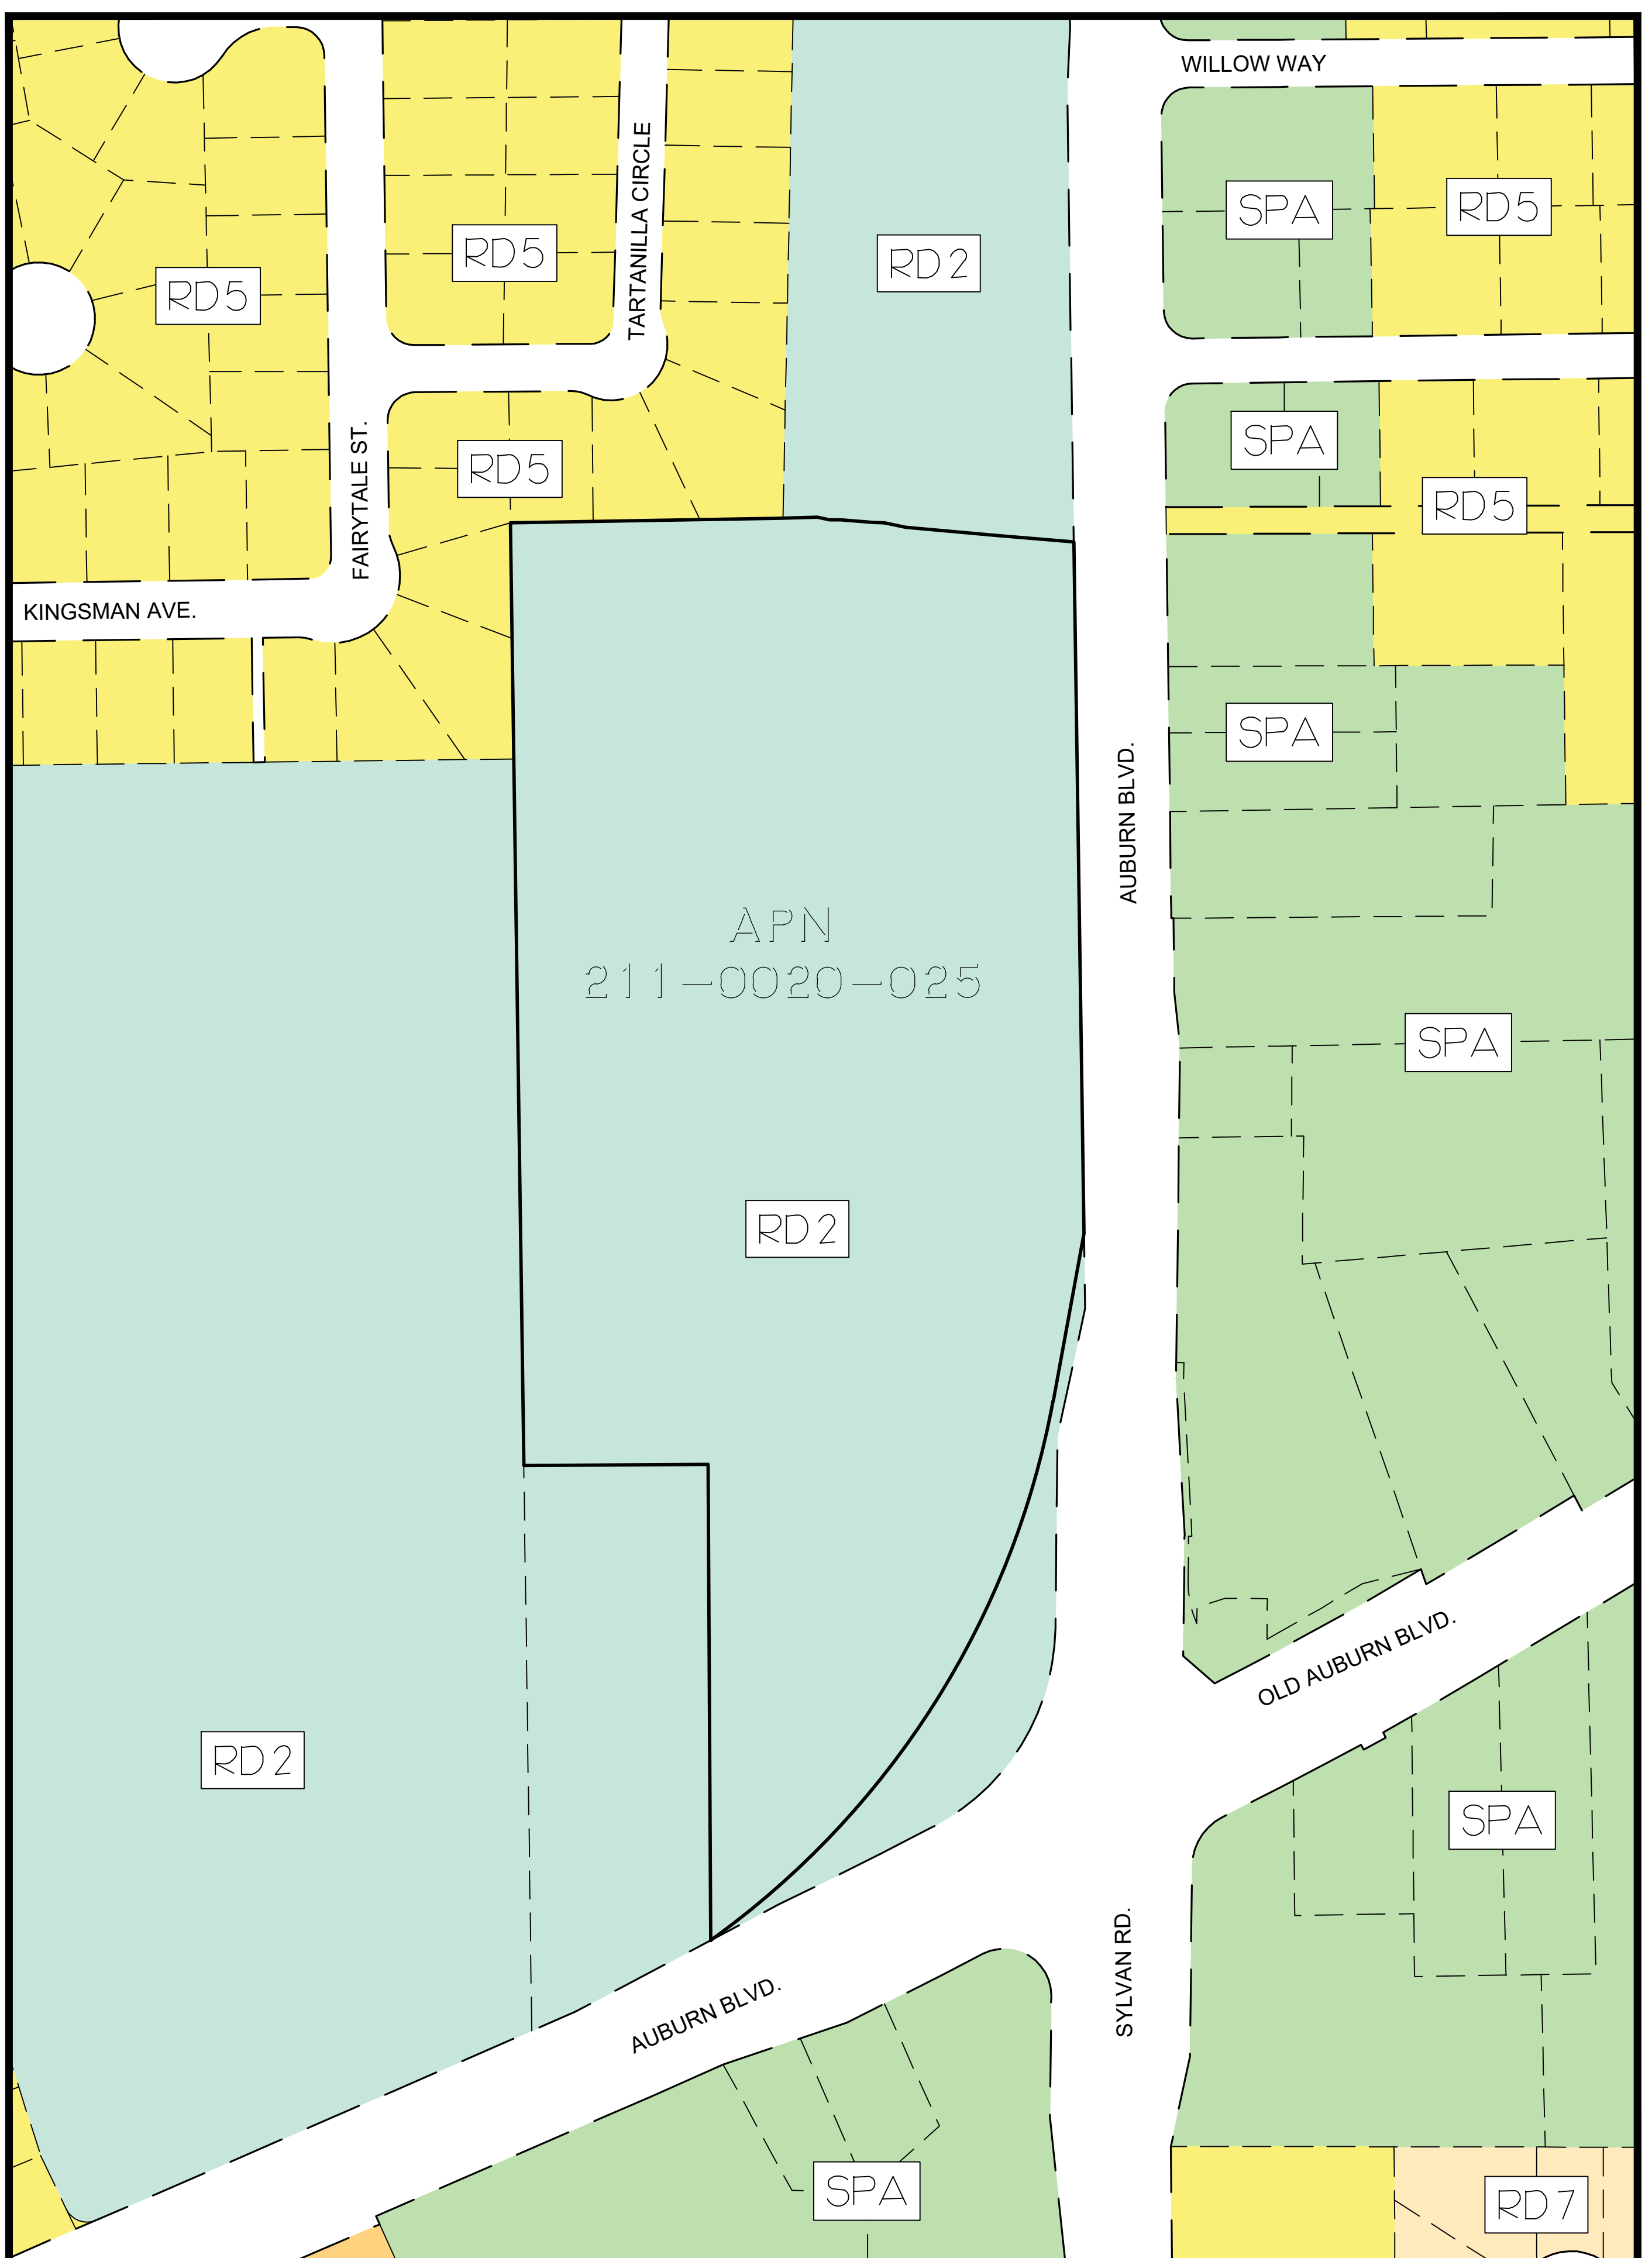 WILLOW WAY
TARTANILLA CIRCLE
SPA
RD5
RD5
RD2
RD5
SPA
RD5
FAIRYTALE ST.
RD5
KINGSMAN AVE.
SPA
AUBURN BLVD.
APN
211-0020-025
SPA
RD2
OLD AUBURN BLVD.
RD2
SPA
SYLVAN RD.
AUBURN BLVD.
SPA
RD7